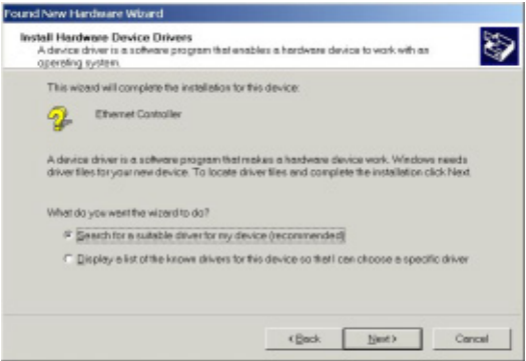 Found New Hardware Wizard
Install Hardware Device Drivers
A device driver is a software program that enables a hardware device to work with an
operating system.
This wizard will complete the installation for this device:
Ethernet Controller
A device driver is a software program that makes a hardware device work. Windows needs
driver files for your new device. To locate driver files and complete the installation click Next.
What do you want the wizard to do?
Search for a suitable driver for my device (recommended)
Display a list of the known drivers for this device so that I can choose a specific driver
< Back
Next >
Cancel